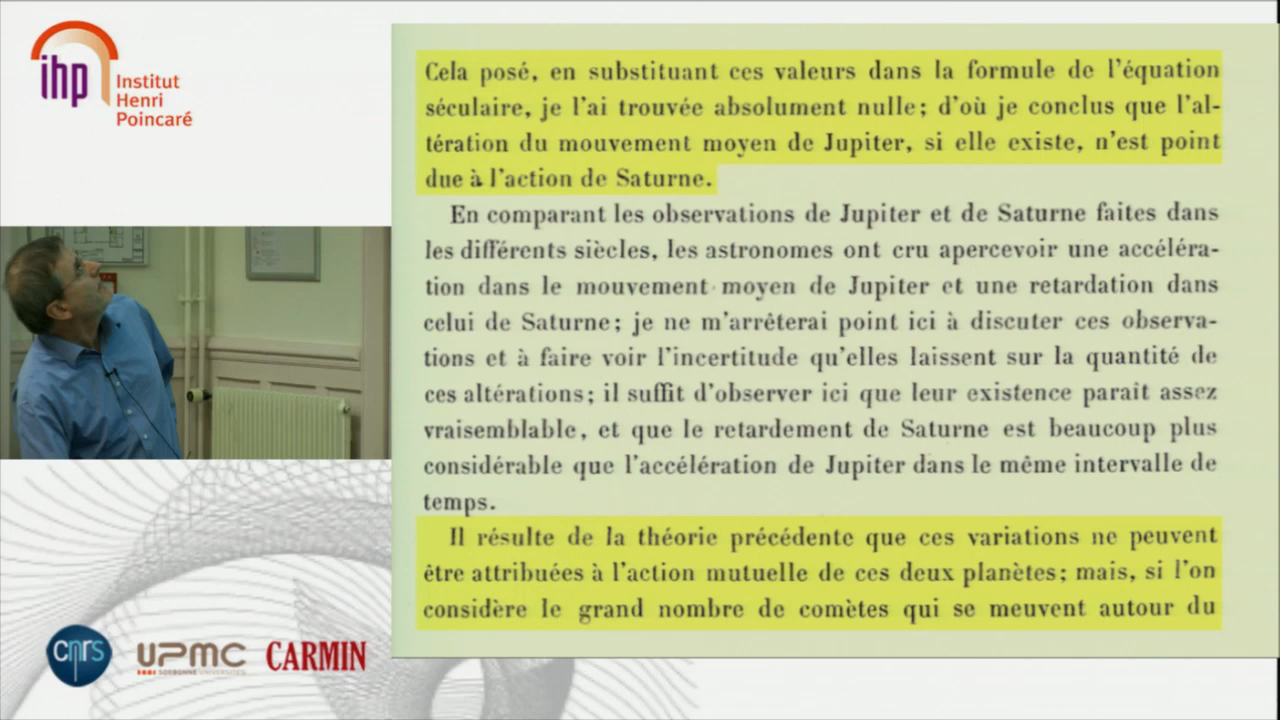 ihp Institut
Henri
Poincaré
Cela posé, en substituant ces valeurs dans la formule de l'équation
séculaire, je l'ai trouvée absolument nulle; d'où je conclus que l'al-
tération du mouvement moyen de Jupiter, si elle existe, n'est point
due à l'action de Saturne.
En comparant les observations de Jupiter et de Saturne faites dans
les différents siècles, les astronomes ont cru apercevoir une accéléra-
tion dans le mouvement moyen de Jupiter et une retardation dans
celui de Saturne; je ne m'arrêterai point ici à discuter ces observa-
tions et à faire voir l'incertitude qu'elles laissent sur la quantité de
ces altérations; il suffit d'observer ici que leur existence paraît assez
vraisemblable, et que le retardement de Saturne est beaucoup plus
considérable que l'accélération de Jupiter dans le même intervalle de
temps.
Il résulte de la théorie précédente que ces variations ne peuvent
être attribuées à l'action mutuelle de ces deux planètes; mais, si l'on
considère le grand nombre de comètes qui se meuvent autour du
cnrs UPMC CARMIN
SORBONNE UNIVERSITÉS